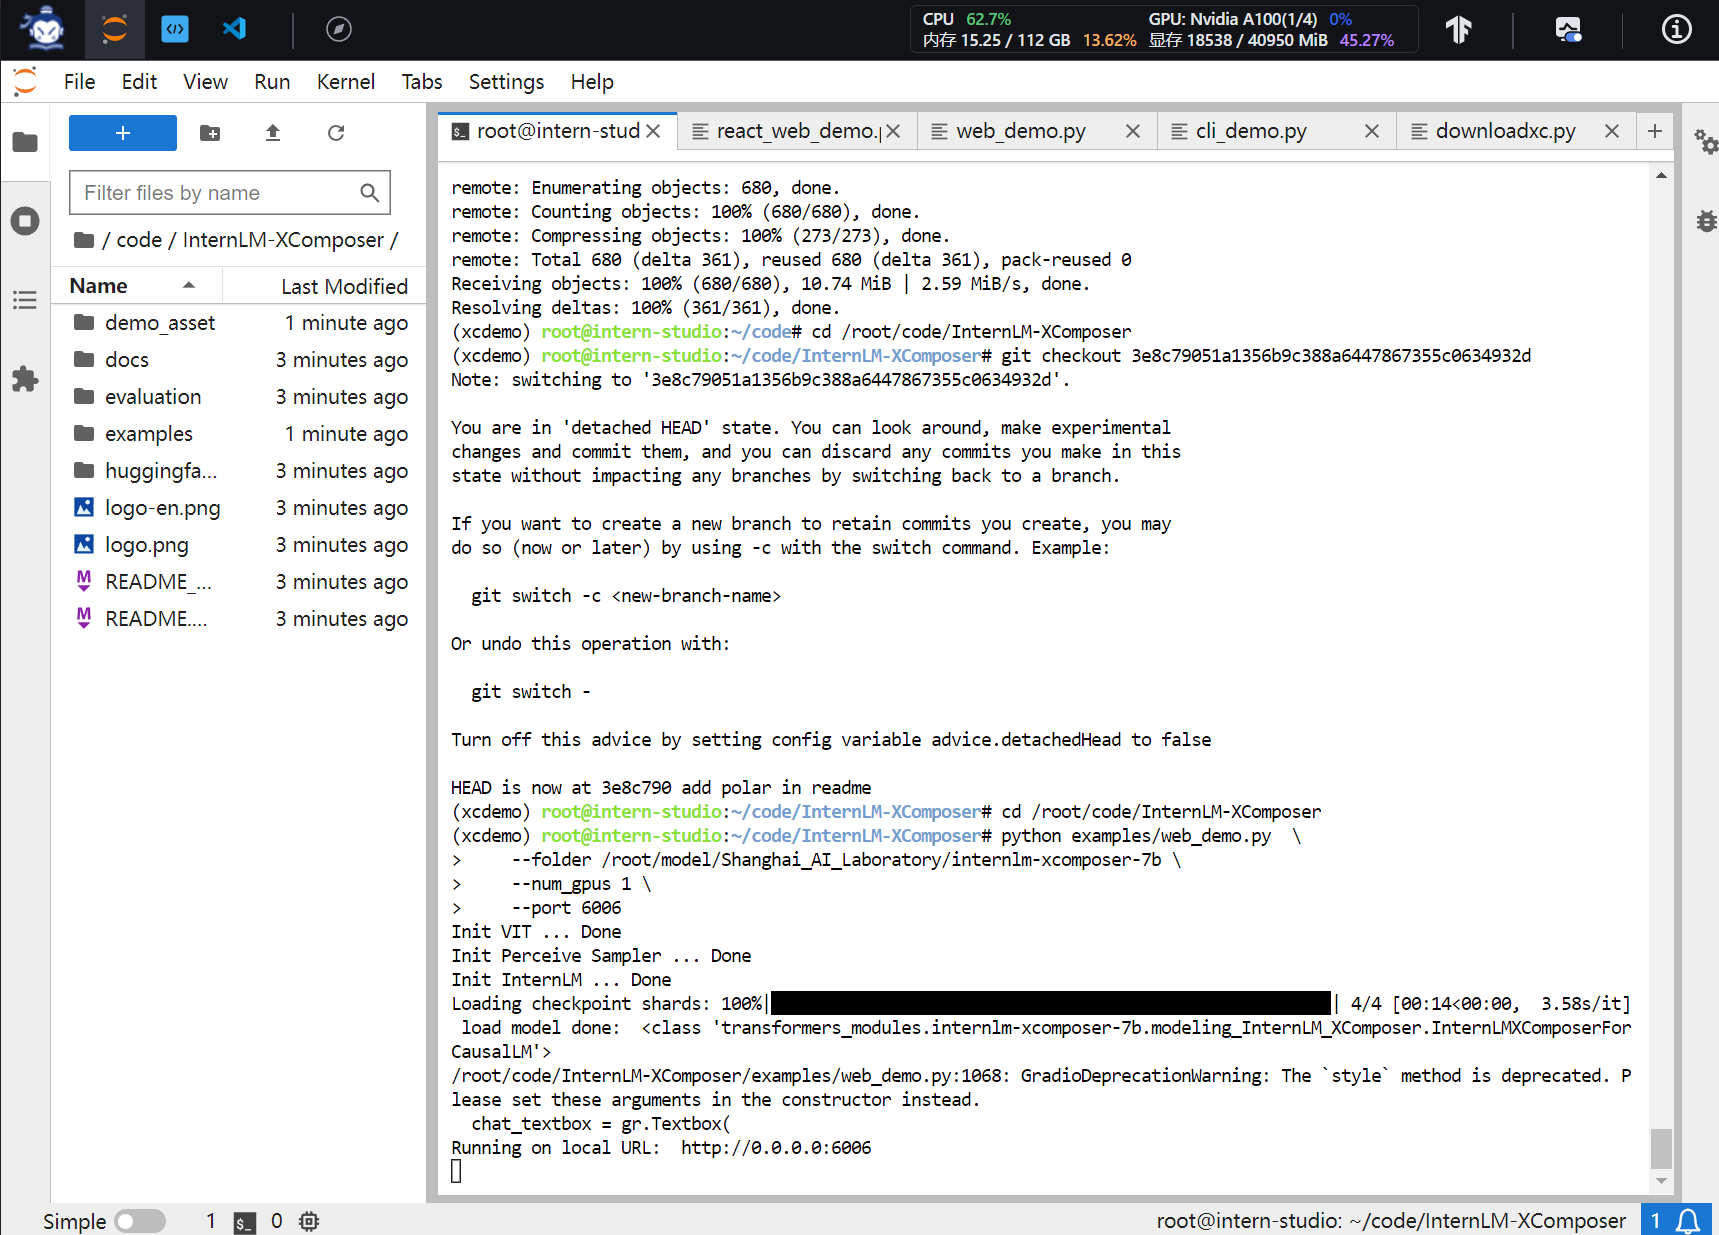 CPU 62.7% GPU: Nvidia A100(1/4) 0%
内存 15.25 / 112 GB 13.62% 显存 18538 / 40950 MiB 45.27%
File Edit View Run Kernel Tabs Settings Help
root@intern-stud react_web_demo. web_demo.py cli_demo.py downloadxc.py
Filter files by name
/ code / InternLM-XComposer /
Name Last Modified
demo_asset 1 minute ago
docs 3 minutes ago
evaluation 3 minutes ago
examples 1 minute ago
huggingfa... 3 minutes ago
logo-en.png 3 minutes ago
logo.png 3 minutes ago
README_... 3 minutes ago
README.... 3 minutes ago
remote: Enumerating objects: 680, done.
remote: Counting objects: 100% (680/680), done.
remote: Compressing objects: 100% (273/273), done.
remote: Total 680 (delta 361), reused 680 (delta 361), pack-reused 0
Receiving objects: 100% (680/680), 10.74 MiB | 2.59 MiB/s, done.
Resolving deltas: 100% (361/361), done.
(xcdemo) root@intern-studio:~/code# cd /root/code/InternLM-XComposer
(xcdemo) root@intern-studio:~/code/InternLM-XComposer# git checkout 3e8c79051a1356b9c388a6447867355c0634932d
Note: switching to '3e8c79051a1356b9c388a6447867355c0634932d'.
You are in 'detached HEAD' state. You can look around, make experimental
changes and commit them, and you can discard any commits you make in this
state without impacting any branches by switching back to a branch.
If you want to create a new branch to retain commits you create, you may
do so (now or later) by using -c with the switch command. Example:
git switch -c <new-branch-name>
Or undo this operation with:
git switch -
Turn off this advice by setting config variable advice.detachedHead to false
HEAD is now at 3e8c790 add polar in readme
(xcdemo) root@intern-studio:~/code/InternLM-XComposer# cd /root/code/InternLM-XComposer
(xcdemo) root@intern-studio:~/code/InternLM-XComposer# python examples/web_demo.py \
> --folder /root/model/Shanghai_AI_Laboratory/internlm-xcomposer-7b \
> --num_gpus 1 \
> --port 6006
Init VIT ... Done
Init Perceive Sampler ... Done
Init InternLM ... Done
Loading checkpoint shards: 100%| | 4/4 [00:14<00:00, 3.58s/it]
load model done: <class 'transformers_modules.internlm-xcomposer-7b.modeling_InternLM_XComposer.InternLMXComposerFor
CausalLM'>
/root/code/InternLM-XComposer/examples/web_demo.py:1068: GradioDeprecationWarning: The `style` method is deprecated. P
lease set these arguments in the constructor instead.
chat_textbox = gr.Textbox(
Running on local URL: http://0.0.0.0:6006
Simple 1 0 root@intern-studio: ~/code/InternLM-XComposer 1